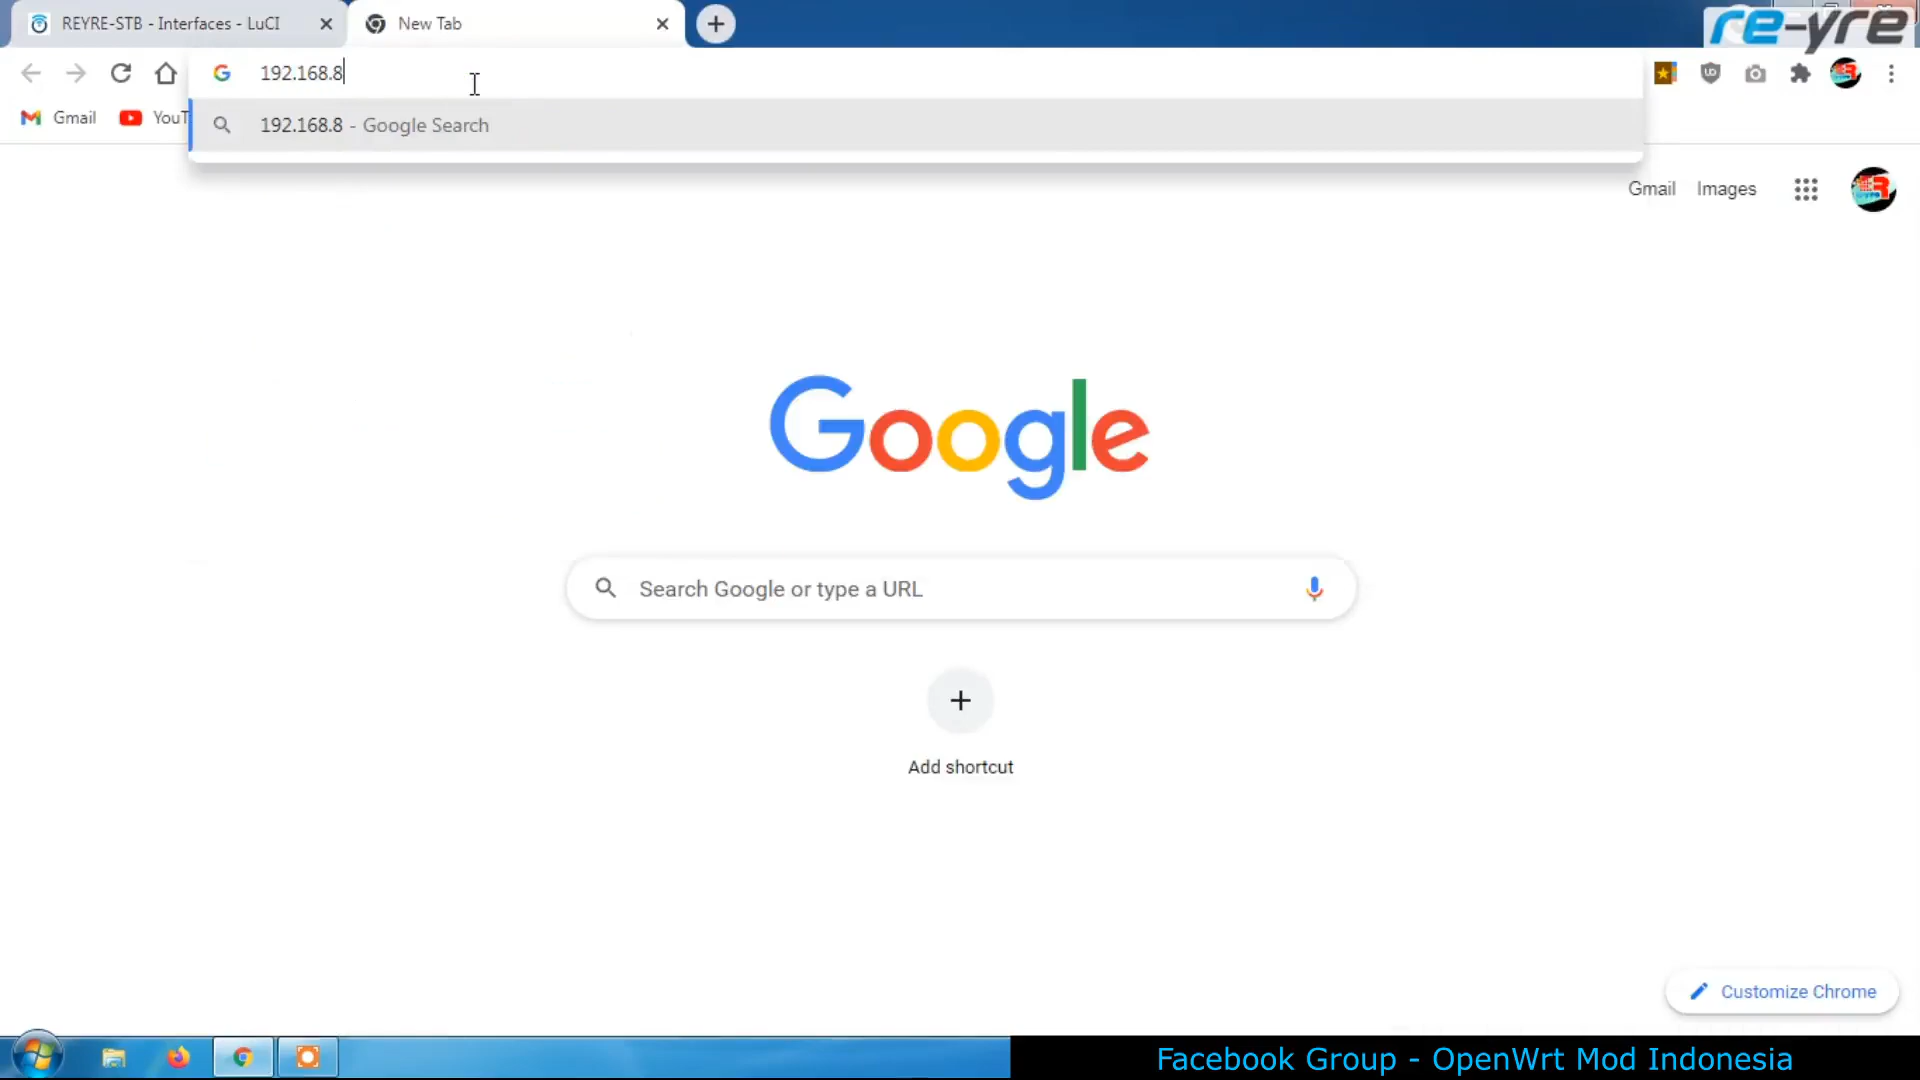 REYRE-STB - Interfaces - LuCI
New Tab
re-yre
192.168.8
Gmail
YouT
192.168.8 - Google Search
Gmail
Images
Google
Search Google or type a URL
Add shortcut
Customize Chrome
Facebook Group - OpenWrt Mod Indonesia